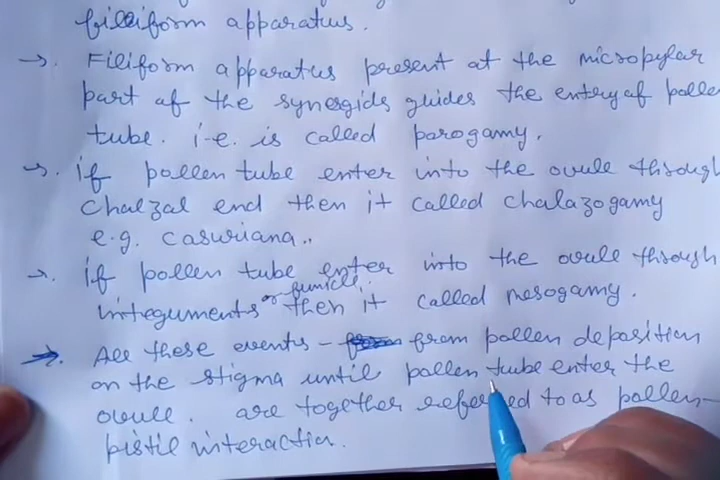 filiform apparatus.
→. Filiform apparatus present at the micropylar
part of the synergids guides the entry of pollen
tube. i.e. is called porogamy.
→. if pollen tube enter into the ovule through
Chalzal end then it called chalazogamy
e.g. casuriana..
→. if pollen tube enter into the ovule through
integuments or funicle. then it called mesogamy.
→. All these events - from pollen deposition
on the stigma until pollen tube enter the
ovule. are together referred to as pollen-
pistil interaction.